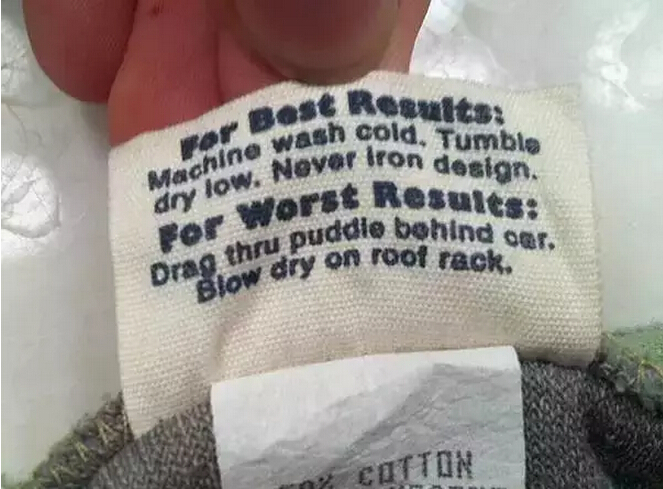 For Best Results:
Machine wash cold. Tumble
dry low. Never iron design.
For Worst Results:
Drag thru puddle behind car.
Blow dry on roof rack.
COTTON